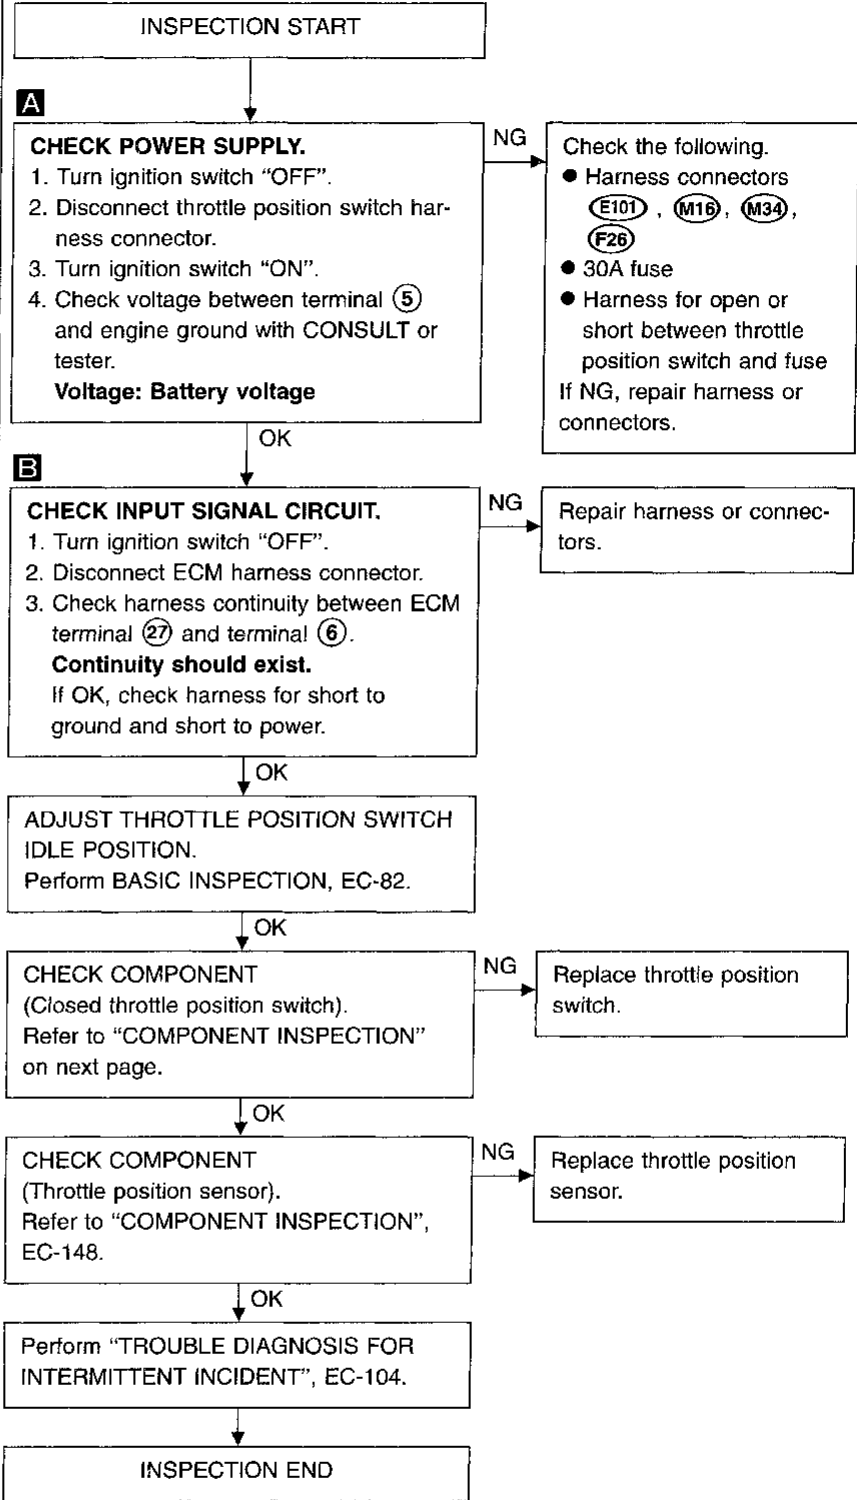 INSPECTION START
A
CHECK POWER SUPPLY.
1. Turn ignition switch “OFF”.
2. Disconnect throttle position switch har-
ness connector.
3. Turn ignition switch “ON”.
4. Check voltage between terminal 5
and engine ground with CONSULT or
tester.
Voltage: Battery voltage
NG
Check the following.
● Harness connectors
E101 , M16 , M34 ,
F26
● 30A fuse
● Harness for open or
short between throttle
position switch and fuse
If NG, repair harness or
connectors.
OK
B
CHECK INPUT SIGNAL CIRCUIT.
1. Turn ignition switch “OFF”.
2. Disconnect ECM harness connector.
3. Check harness continuity between ECM
terminal 27 and terminal 6.
Continuity should exist.
If OK, check harness for short to
ground and short to power.
NG
Repair harness or connec-
tors.
OK
ADJUST THROTTLE POSITION SWITCH
IDLE POSITION.
Perform BASIC INSPECTION, EC-82.
OK
CHECK COMPONENT
(Closed throttle position switch).
Refer to “COMPONENT INSPECTION”
on next page.
NG
Replace throttle position
switch.
OK
CHECK COMPONENT
(Throttle position sensor).
Refer to “COMPONENT INSPECTION”,
EC-148.
NG
Replace throttle position
sensor.
OK
Perform “TROUBLE DIAGNOSIS FOR
INTERMITTENT INCIDENT”, EC-104.
INSPECTION END